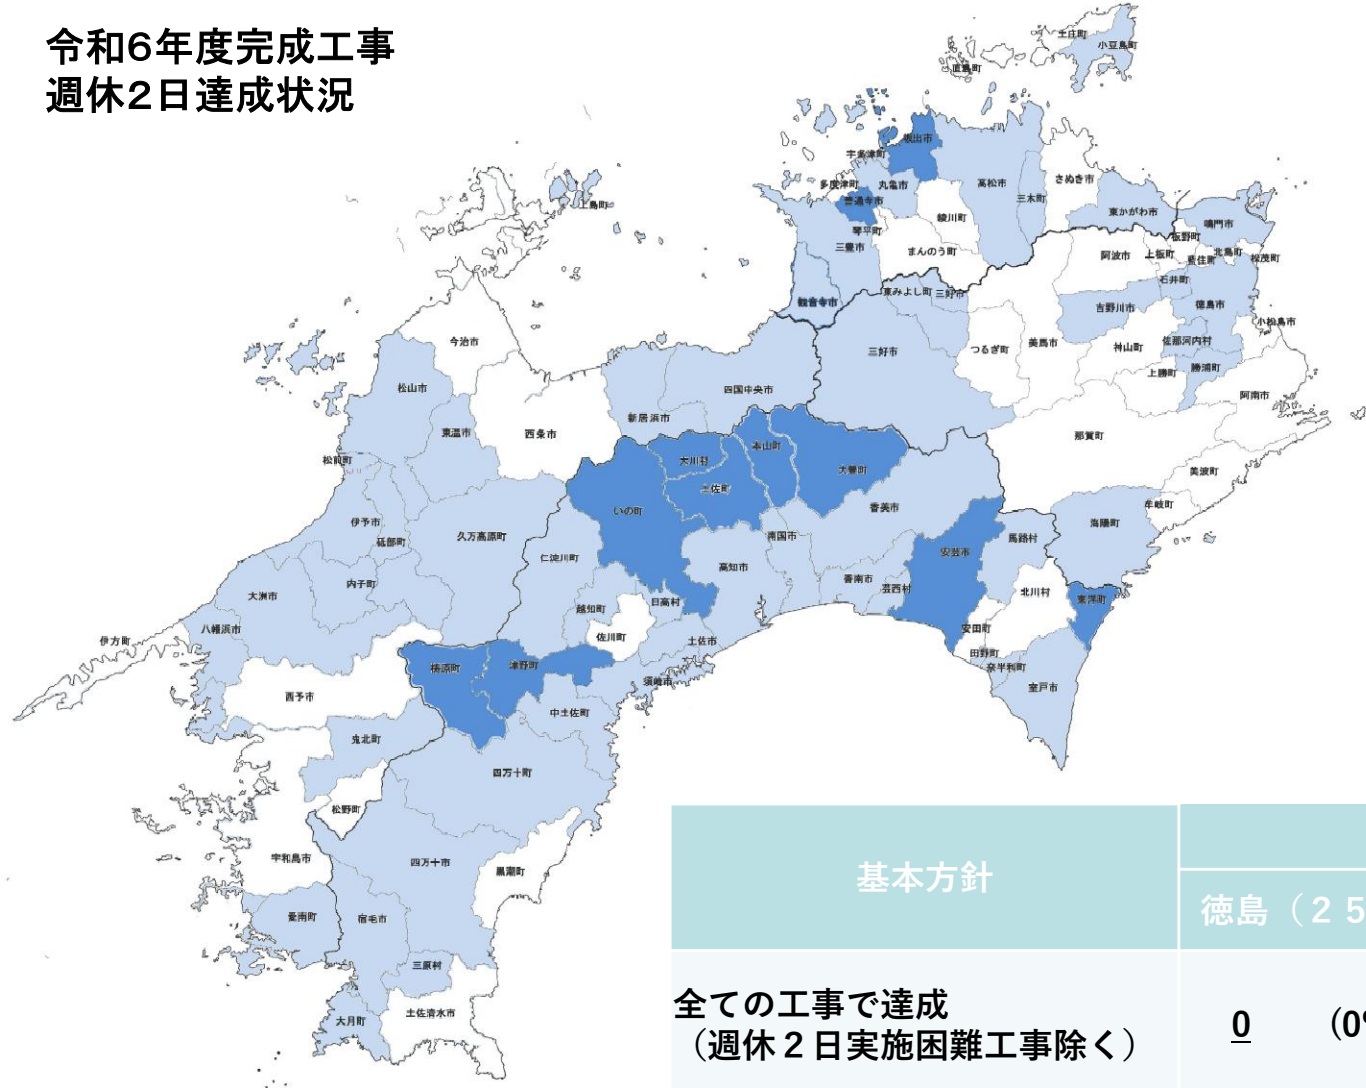 令和6年度完成工事
週休2日達成状況
土庄町
小豆島町
直島町
坂出市
宇多津町
多度津町
丸亀市
善通寺市
高松市
三木町
さぬき市
東かがわ市
綾川町
琴平町
まんのう町
三豊市
観音寺市
鳴門市
板野町
北島町
松茂町
藍住町
上板町
阿波市
石井町
徳島市
吉野川市
小松島市
佐那河内村
神山町
勝浦町
上勝町
阿南市
美馬市
つるぎ町
東みよし町
三好市
三好市
那賀町
美波町
牟岐町
海陽町
上島町
今治市
松山市
東温市
西条市
新居浜市
四国中央市
松前町
伊予市
砥部町
久万高原町
内子町
大洲市
八幡浜市
伊方町
西予市
鬼北町
松野町
宇和島市
愛南町
大川村
本山町
土佐町
大豊町
いの町
仁淀川町
香美市
南国市
高知市
香南市
芸西村
安芸市
馬路村
北川村
東洋町
安田町
田野町
奈半利町
室戸市
日高村
越知町
佐川町
土佐市
須崎市
梼原町
津野町
中土佐町
四万十町
四万十市
黒潮町
宿毛市
三原村
大月町
土佐清水市
基本方針
徳島（２５
全ての工事で達成
（週休２日実施困難工事除く）
0 (0%